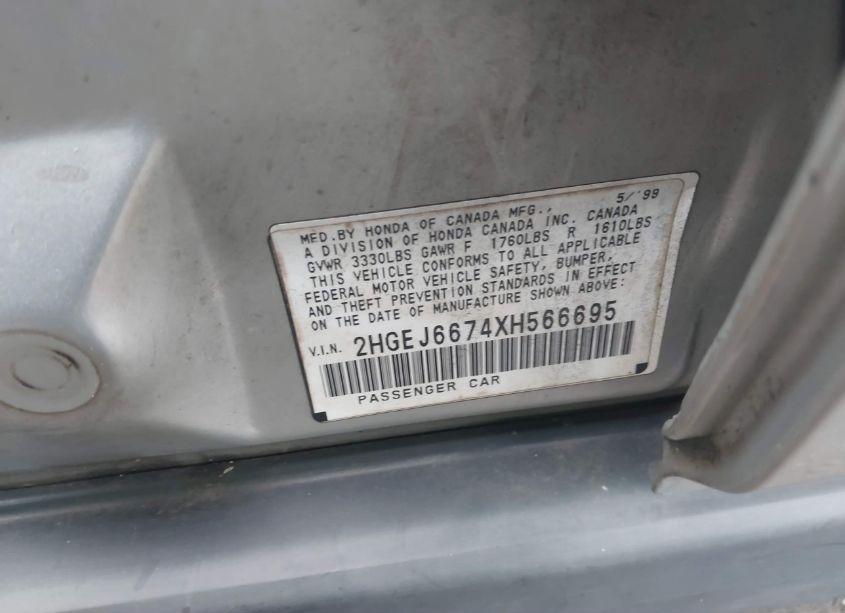 5/'99
MED.BY HONDA OF CANADA MFG.,
A DIVISION OF HONDA CANADA INC. CANADA
GVWR 3330LBS GAWR F 1760LBS R 1610LBS
THIS VEHICLE CONFORMS TO ALL APPLICABLE
FEDERAL MOTOR VEHICLE SAFETY, BUMPER,
AND THEFT PREVENTION STANDARDS IN EFFECT
ON THE DATE OF MANUFACTURE SHOWN ABOVE:
V.I.N. 2HGEJ6674XH566695
PASSENGER CAR